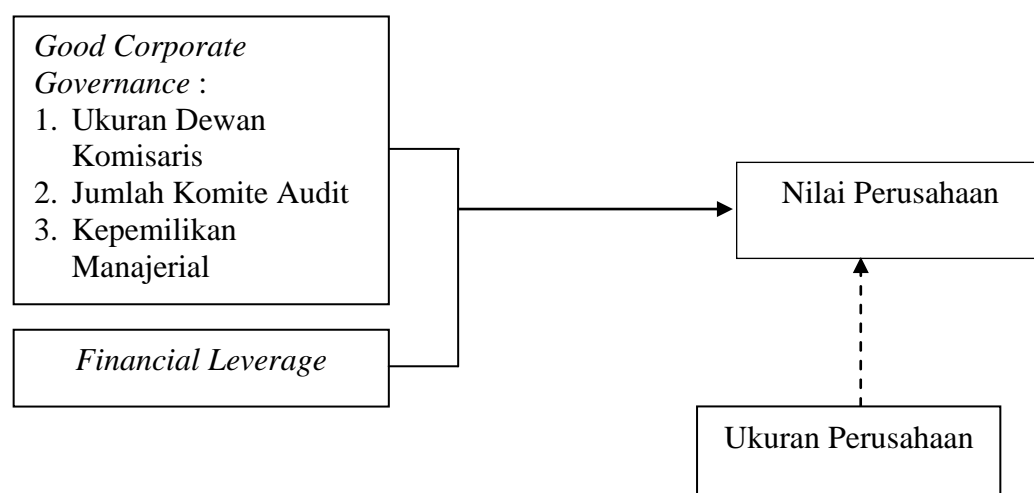 Good Corporate
Governance :
1. Ukuran Dewan
Komisaris
2. Jumlah Komite Audit
3. Kepemilikan
Manajerial
Nilai Perusahaan
Financial Leverage
Ukuran Perusahaan